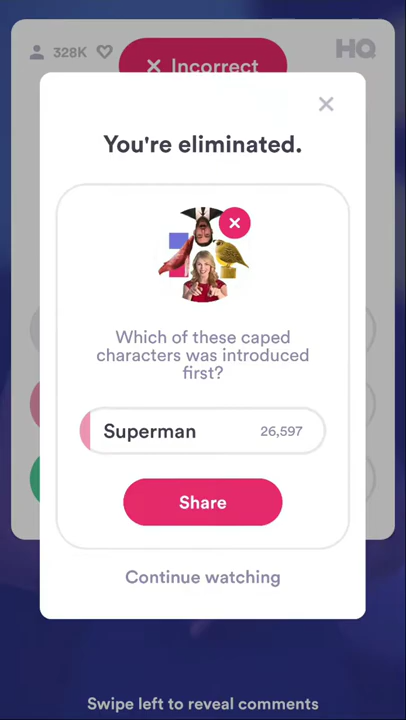 328K
HQ
Incorrect
You're eliminated.
Which of these caped
characters was introduced
first?
Superman 26,597
Share
Continue watching
Swipe left to reveal comments